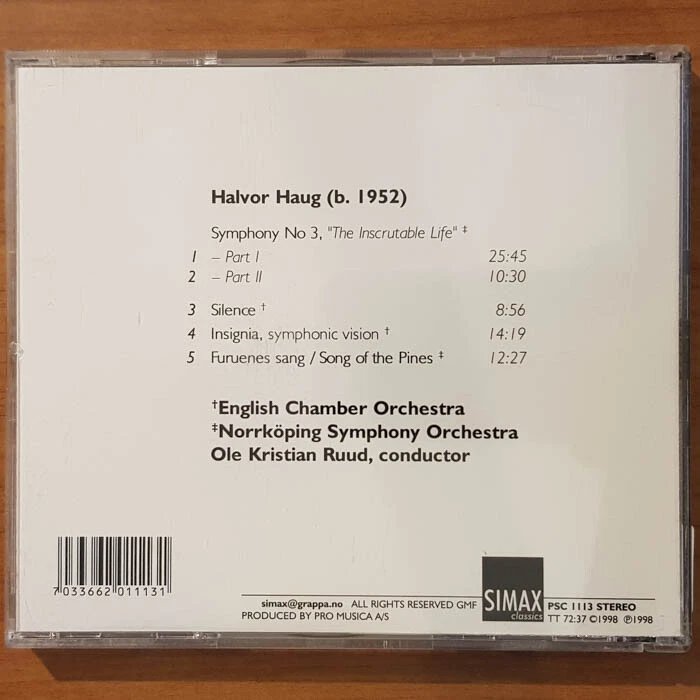 Halvor Haug (b. 1952)
Symphony No 3, "The Inscrutable Life" ‡
1 – Part I 25:45
2 – Part II 10:30
3 Silence † 8:56
4 Insignia, symphonic vision † 14:19
5 Furuenes sang / Song of the Pines ‡ 12:27
†English Chamber Orchestra
‡Norrköping Symphony Orchestra
Ole Kristian Ruud, conductor
7 033662 011131
simax@grappa.no ALL RIGHTS RESERVED GMF
PRODUCED BY PRO MUSICA A/S
SIMAX
classics
PSC 1113 STEREO
TT 72:37 ©1998 ℗1998